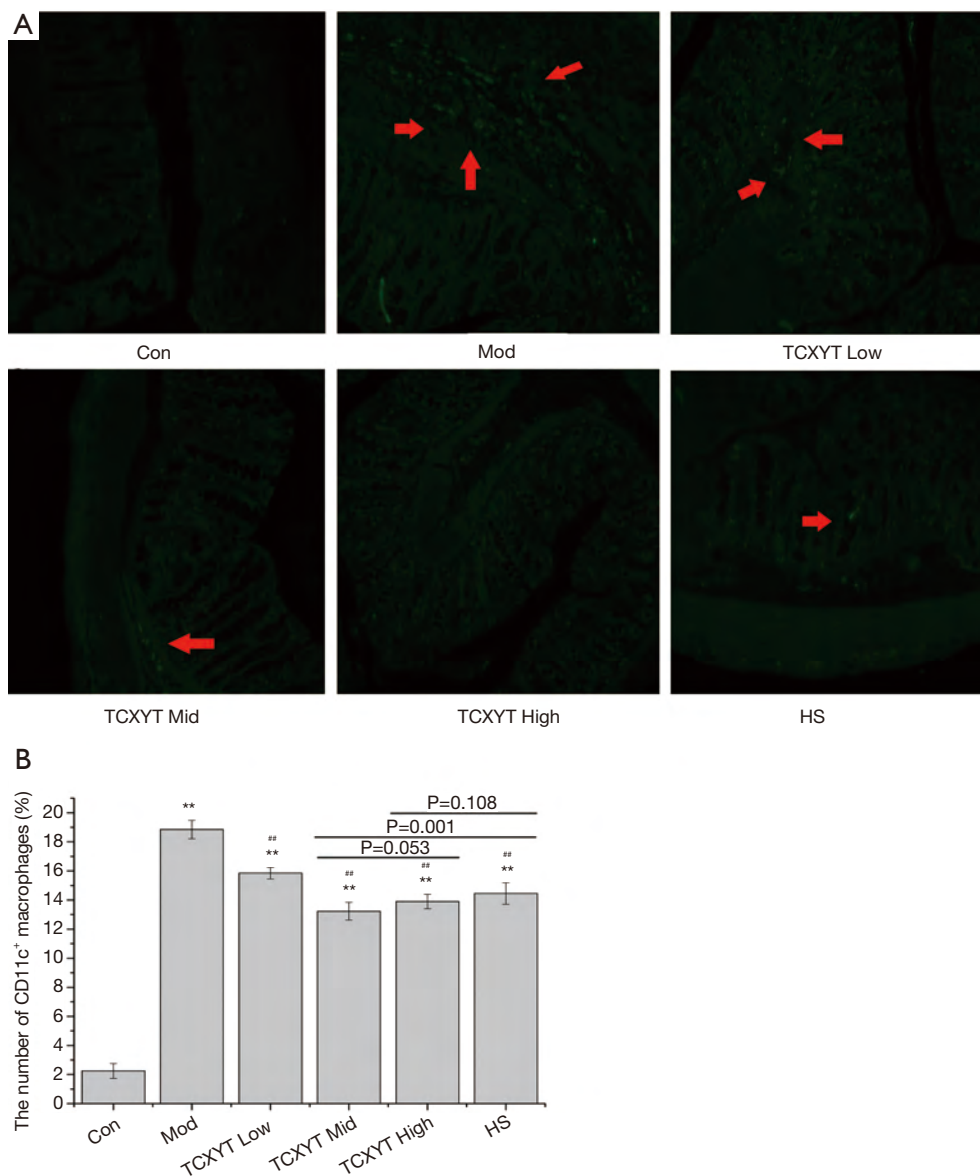 A
Con
Mod
TCXYT Low
TCXYT Mid
TCXYT High
HS
B
The number of CD11c⁺ macrophages (%)
20
18
16
14
12
10
8
6
4
2
0
**
##
**
##
**
##
**
##
**
P=0.108
P=0.001
P=0.053
Con
Mod
TCXYT Low
TCXYT Mid
TCXYT High
HS